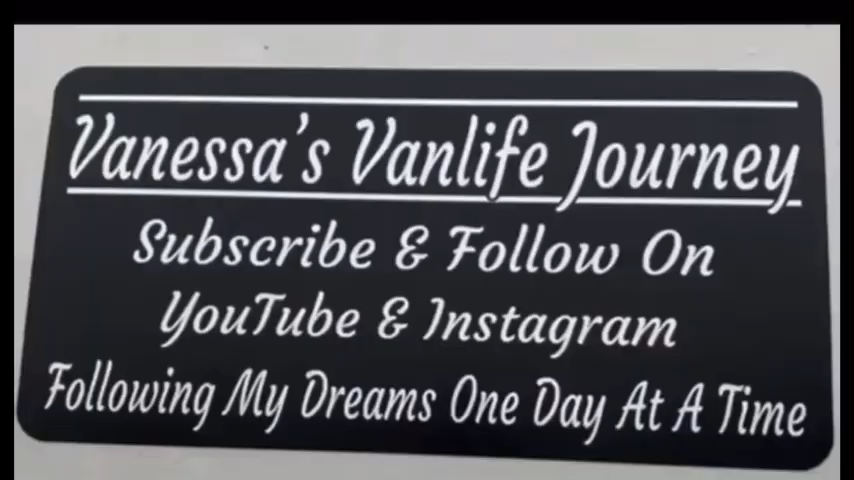 Vanessa's Vanlife Journey
Subscribe & Follow On
YouTube & Instagram
Following My Dreams One Day At A Time